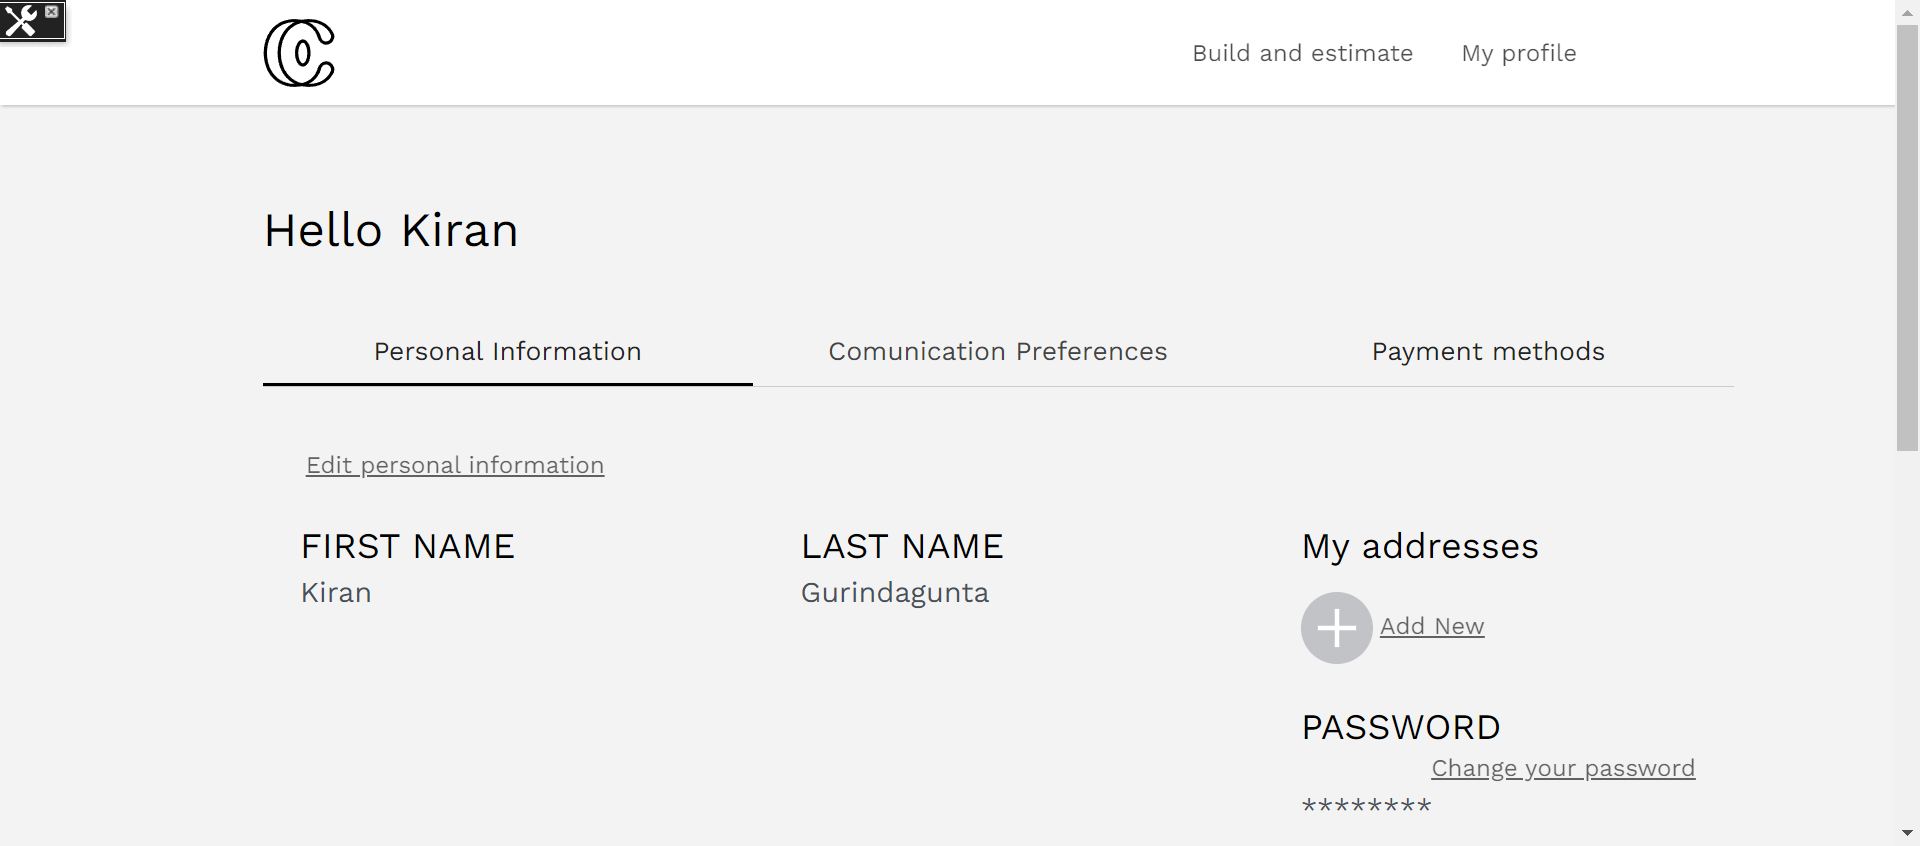 Build and estimate My profile
Hello Kiran
Personal Information Comunication Preferences Payment methods
Edit personal information
FIRST NAME LAST NAME My addresses
Kiran Gurindagunta
Add New
PASSWORD
Change your password
********